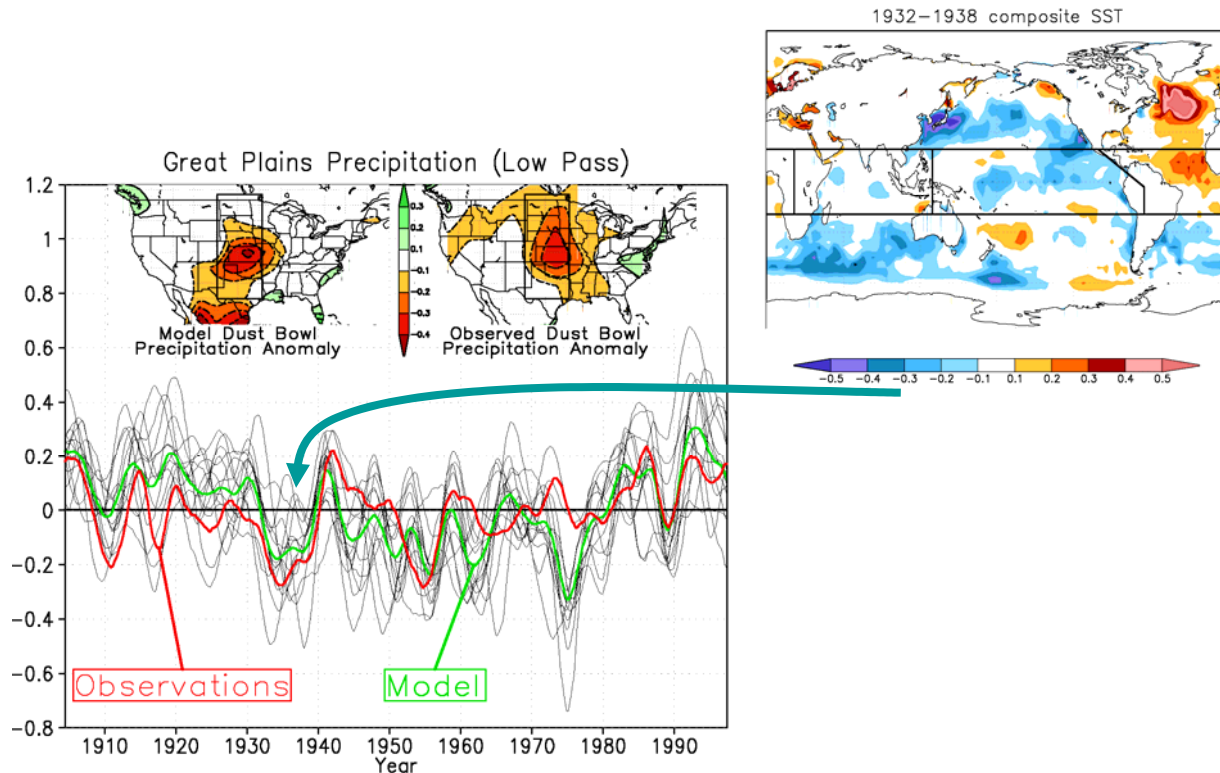 1932−1938 composite SST
−0.5 −0.4 −0.3 −0.2 −0.1 0.1 0.2 0.3 0.4 0.5
Great Plains Precipitation (Low Pass)
1.2
1
0.8
0.6
0.4
0.2
0
−0.2
−0.4
−0.6
−0.8
0.3
0.2
0.1
−0.1
−0.2
−0.3
−0.4
Model Dust Bowl
Precipitation Anomaly
Observed Dust Bowl
Precipitation Anomaly
Observations
Model
1910 1920 1930 1940 1950 1960 1970 1980 1990
Year